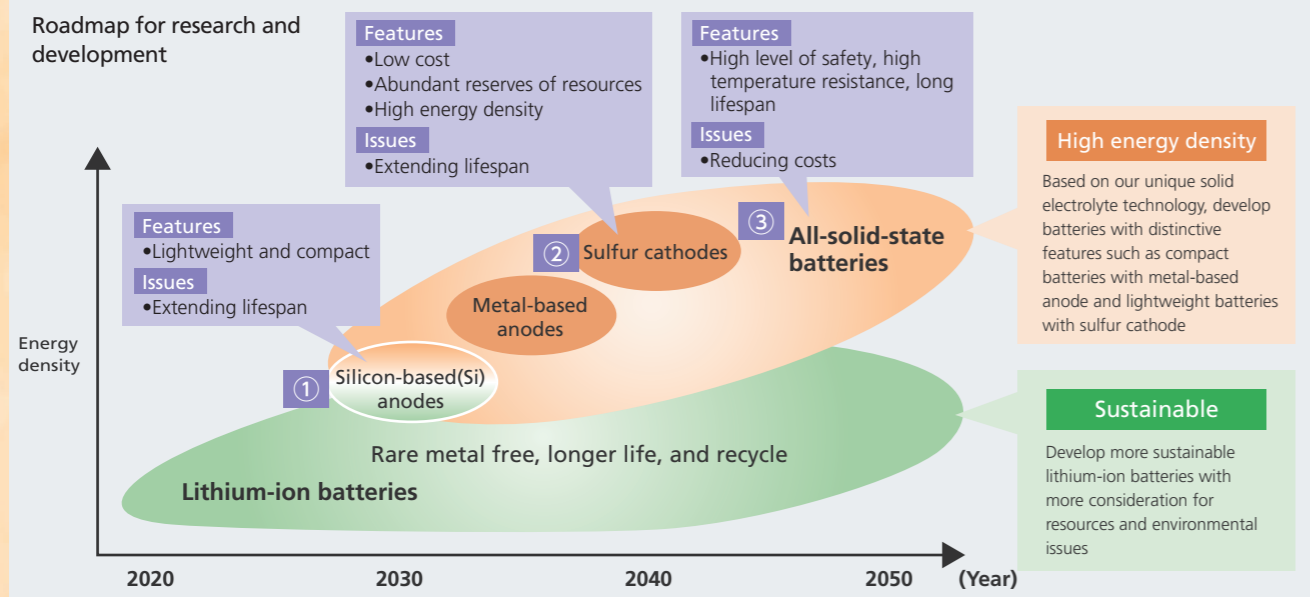 Roadmap for research and
development
Features
•Low cost
•Abundant reserves of resources
•High energy density
Issues
•Extending lifespan
Features
•High level of safety, high
temperature resistance, long
lifespan
Issues
•Reducing costs
Features
•Lightweight and compact
Issues
•Extending lifespan
High energy density
Based on our unique solid
electrolyte technology, develop
batteries with distinctive
features such as compact
batteries with metal-based
anode and lightweight batteries
with sulfur cathode
③
All-solid-state
batteries
②
Sulfur cathodes
Metal-based
anodes
①
Silicon-based(Si)
anodes
Energy
density
Rare metal free, longer life, and recycle
Lithium-ion batteries
Sustainable
Develop more sustainable
lithium-ion batteries with
more consideration for
resources and environmental
issues
2020 2030 2040 2050 (Year)